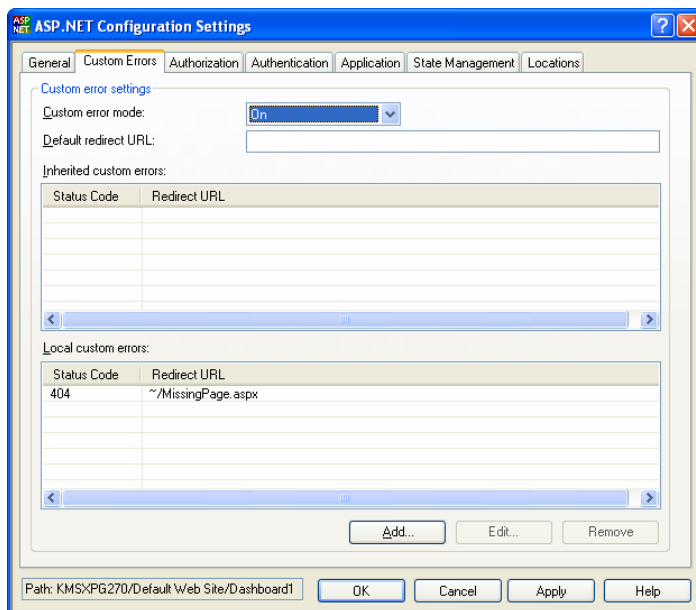 ASP.NET ASP.NET Configuration Settings
General Custom Errors Authorization Authentication Application State Management Locations
Custom error settings
Custom error mode: On
Default redirect URL:
Inherited custom errors:
Status Code Redirect URL
Local custom errors:
Status Code Redirect URL
404 ~/MissingPage.aspx
Add... Edit... Remove
Path: KMSXPG270/Default Web Site/Dashboard1 OK Cancel Apply Help